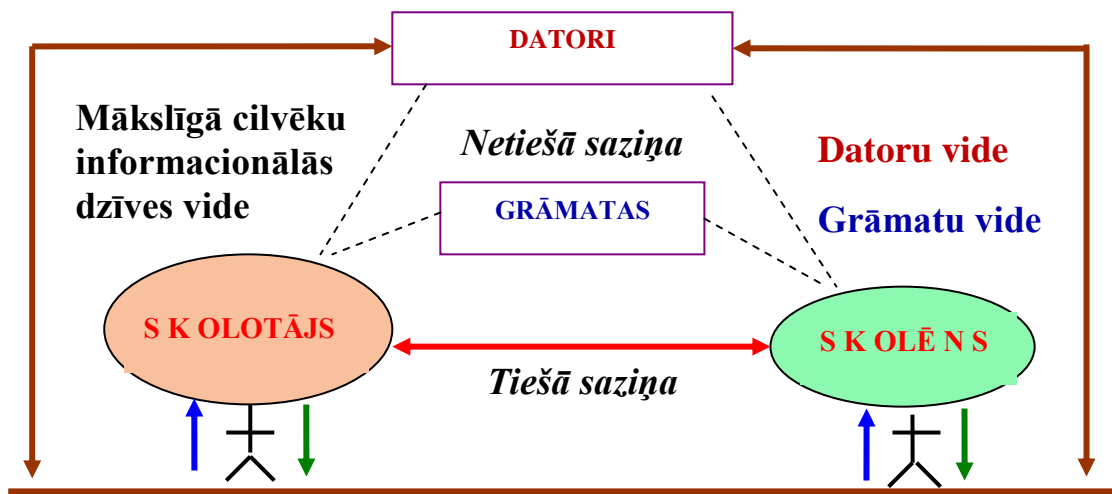 DATORI
Mākslīgā cilvēku
informacionālās
dzīves vide
Netiešā saziņa
Datoru vide
GRĀMATAS
Grāmatu vide
S K OLOTĀJS
S K OLĒ N S
Tiešā saziņa